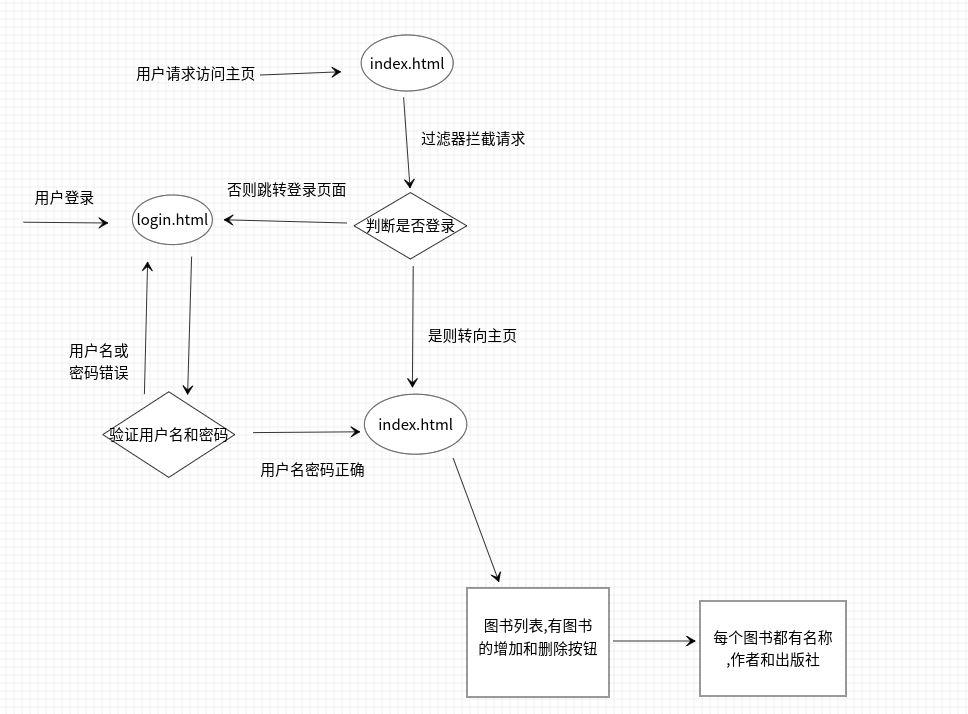 用户请求访问主页
index.html
过滤器拦截请求
用户登录
否则跳转登录页面
login.html
判断是否登录
用户名或
密码错误
是则转向主页
验证用户名和密码
index.html
用户名密码正确
图书列表,有图书
的增加和删除按钮
每个图书都有名称
,作者和出版社